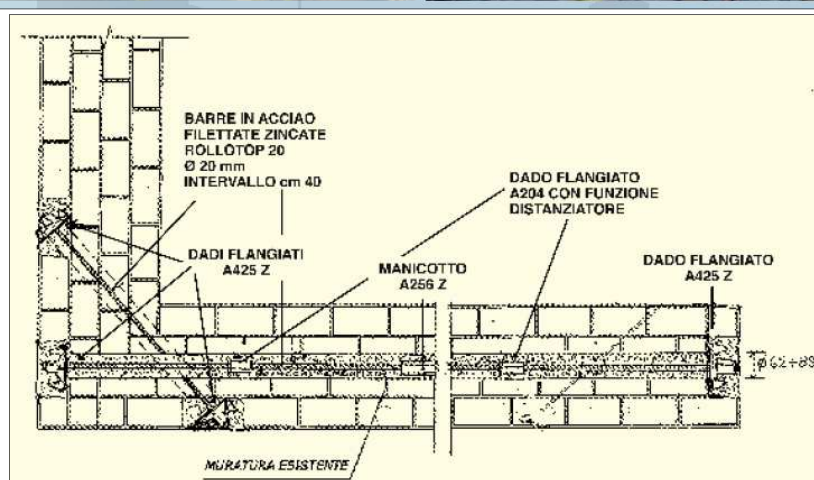 BARRE IN ACCIAO
FILETTATE ZINCATE
ROLLOTOP 20
Ø 20 mm
INTERVALLO cm 40
DADO FLANGIATO
A204 CON FUNZIONE
DISTANZIATORE
DADI FLANGIATI
A425 Z
MANICOTTO
A256 Z
DADO FLANGIATO
A425 Z
MURATURA ESISTENTE